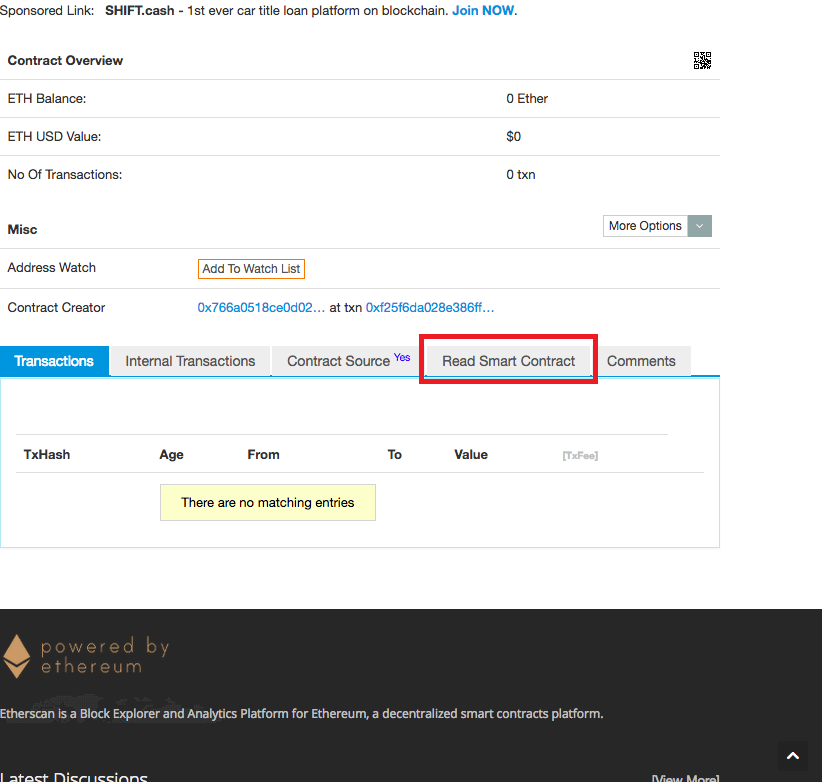 Sponsored Link: SHIFT.cash - 1st ever car title loan platform on blockchain. Join NOW.
Contract Overview
ETH Balance: 0 Ether
ETH USD Value: $0
No Of Transactions: 0 txn
Misc More Options
Address Watch Add To Watch List
Contract Creator 0x766a0518ce0d02... at txn 0xf25f6da028e386ff...
Transactions Internal Transactions Contract Source Yes Read Smart Contract Comments
TxHash Age From To Value [TxFee]
There are no matching entries
powered by
ethereum
Etherscan is a Block Explorer and Analytics Platform for Ethereum, a decentralized smart contracts platform.
Latest Discussions [View More]